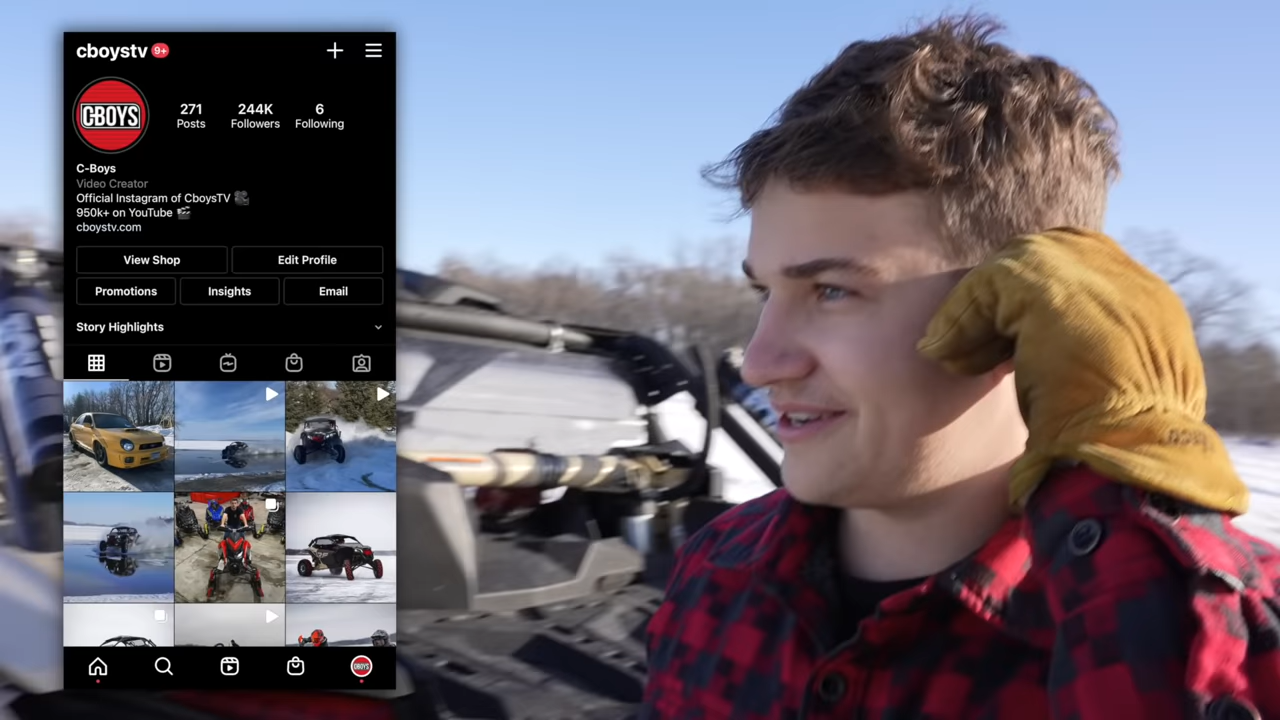 cboystv 9+
CBOYS
271 244K 6
Posts Followers Following
C-Boys
Video Creator
Official Instagram of CboysTV
950k+ on YouTube
cboystv.com
View Shop Edit Profile
Promotions Insights Email
Story Highlights
CBOYS